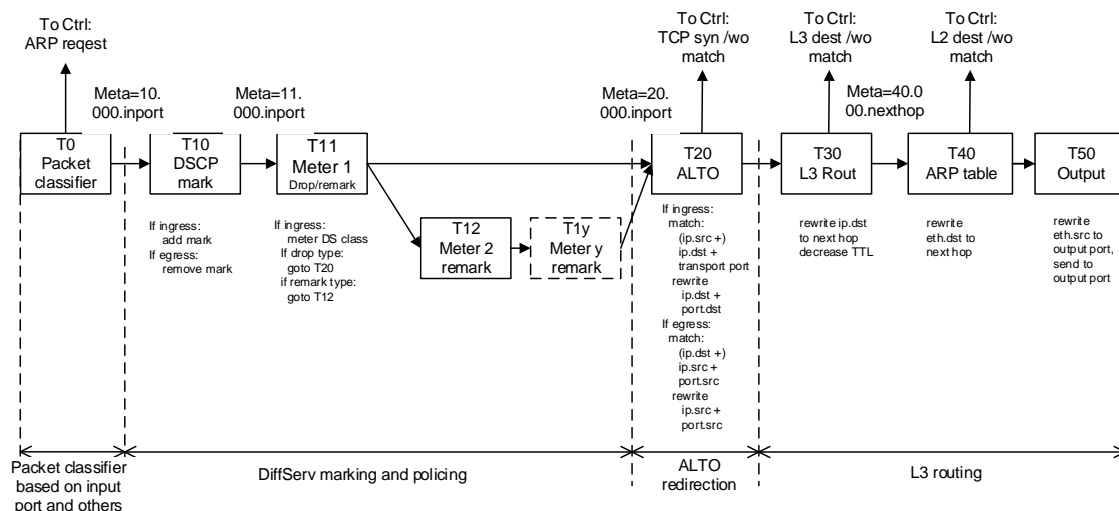 To Ctrl:
ARP reqest
To Ctrl:
TCP syn /wo
match
To Ctrl:
L3 dest /wo
match
To Ctrl:
L2 dest /wo
match
Meta=10.
000.inport
Meta=11.
000.inport
Meta=20.
000.inport
Meta=40.0
00.nexthop
T0
Packet
classifier
T10
DSCP
mark
T11
Meter 1
Drop/remark
T12
Meter 2
remark
T1y
Meter y
remark
T20
ALTO
T30
L3 Rout
T40
ARP table
T50
Output
If ingress:
add mark
If egress:
remove mark
If ingress:
meter DS class
If drop type:
goto T20
if remark type:
goto T12
If ingress:
match:
(ip.src +)
ip.dst +
transport port
rewrite
ip.dst +
port.dst
If egress:
match:
(ip.dst +)
ip.src +
port.src
rewrite
ip.src +
port.src
rewrite ip.dst
to next hop
decrease TTL
rewrite
eth.dst to
next hop
rewrite
eth.src to
output port,
send to
output port
Packet classifier
based on input
port and others
DiffServ marking and policing
ALTO
redirection
L3 routing